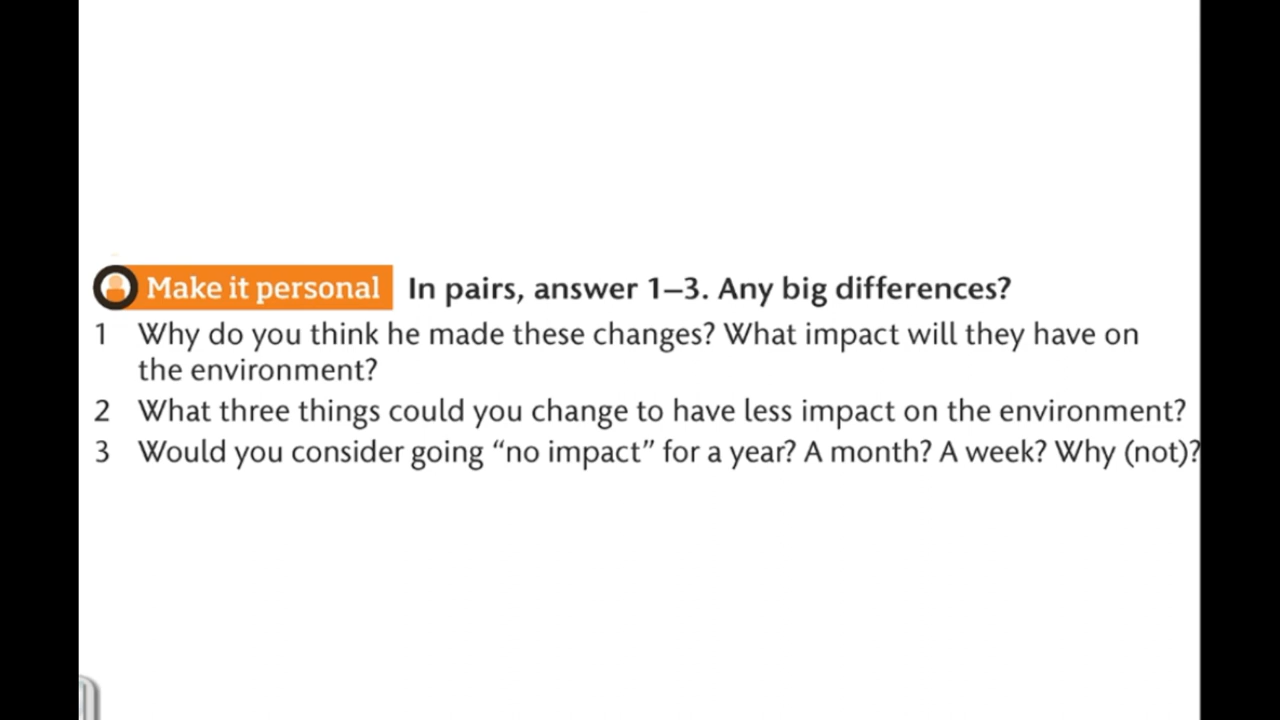 Make it personal In pairs, answer 1–3. Any big differences?
1 Why do you think he made these changes? What impact will they have on
the environment?
2 What three things could you change to have less impact on the environment?
3 Would you consider going “no impact” for a year? A month? A week? Why (not)?